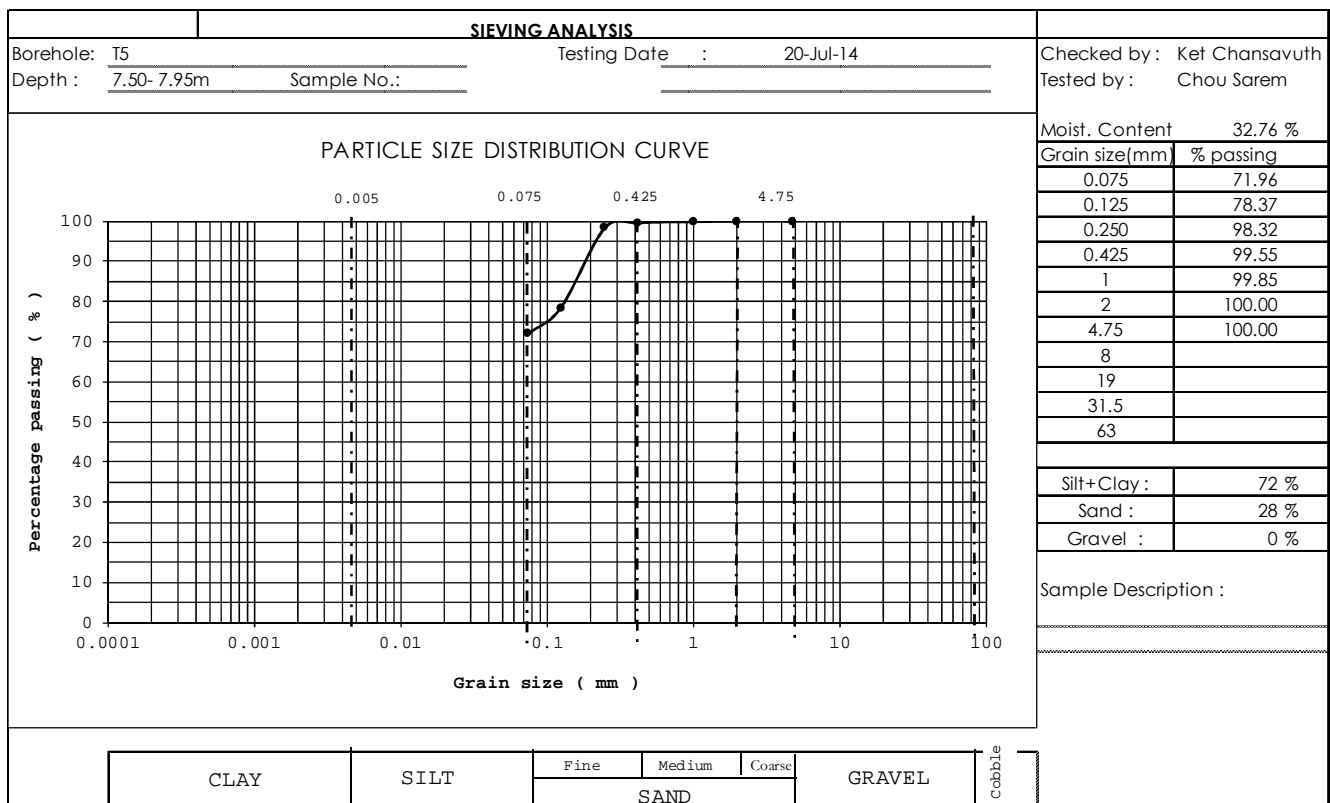 SIEVING ANALYSIS
Borehole: T5 Testing Date : 20-Jul-14
Depth : 7.50- 7.95m Sample No.:
Checked by : Ket Chansavuth
Tested by : Chou Sarem
Moist. Content 32.76 %
Grain size(mm) % passing
0.075 71.96
0.125 78.37
0.250 98.32
0.425 99.55
1 99.85
2 100.00
4.75 100.00
8
19
31.5
63
Silt+Clay : 72 %
Sand : 28 %
Gravel : 0 %
Sample Description :
PARTICLE SIZE DISTRIBUTION CURVE
0.005 0.075 0.425 4.75
100
90
80
70
60
50
40
30
20
10
0
Percentage passing ( % )
0.0001 0.001 0.01 0.1 1 10 100
Grain size ( mm )
CLAY SILT Fine Medium Coarse GRAVEL Cobble
SAND